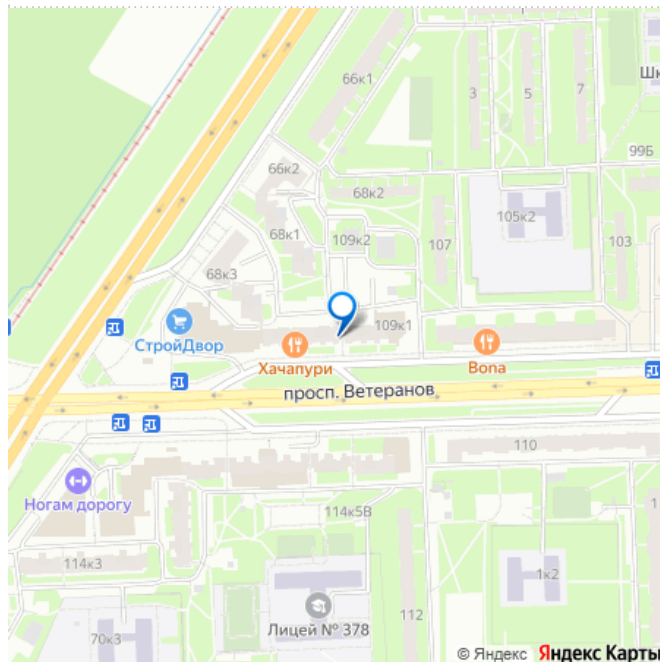 66к1
3
5
7
Шк
99Б
66к2
68к2
105к2
68к1
109к2
107
103
68к3
109к1
СтройДвор
Хачапури
Bona
просп. Ветеранов
110
Ногам дорогу
114к5В
114к3
1к2
1
112
Лицей № 378
70к3
© Яндекс Яндекс Карты